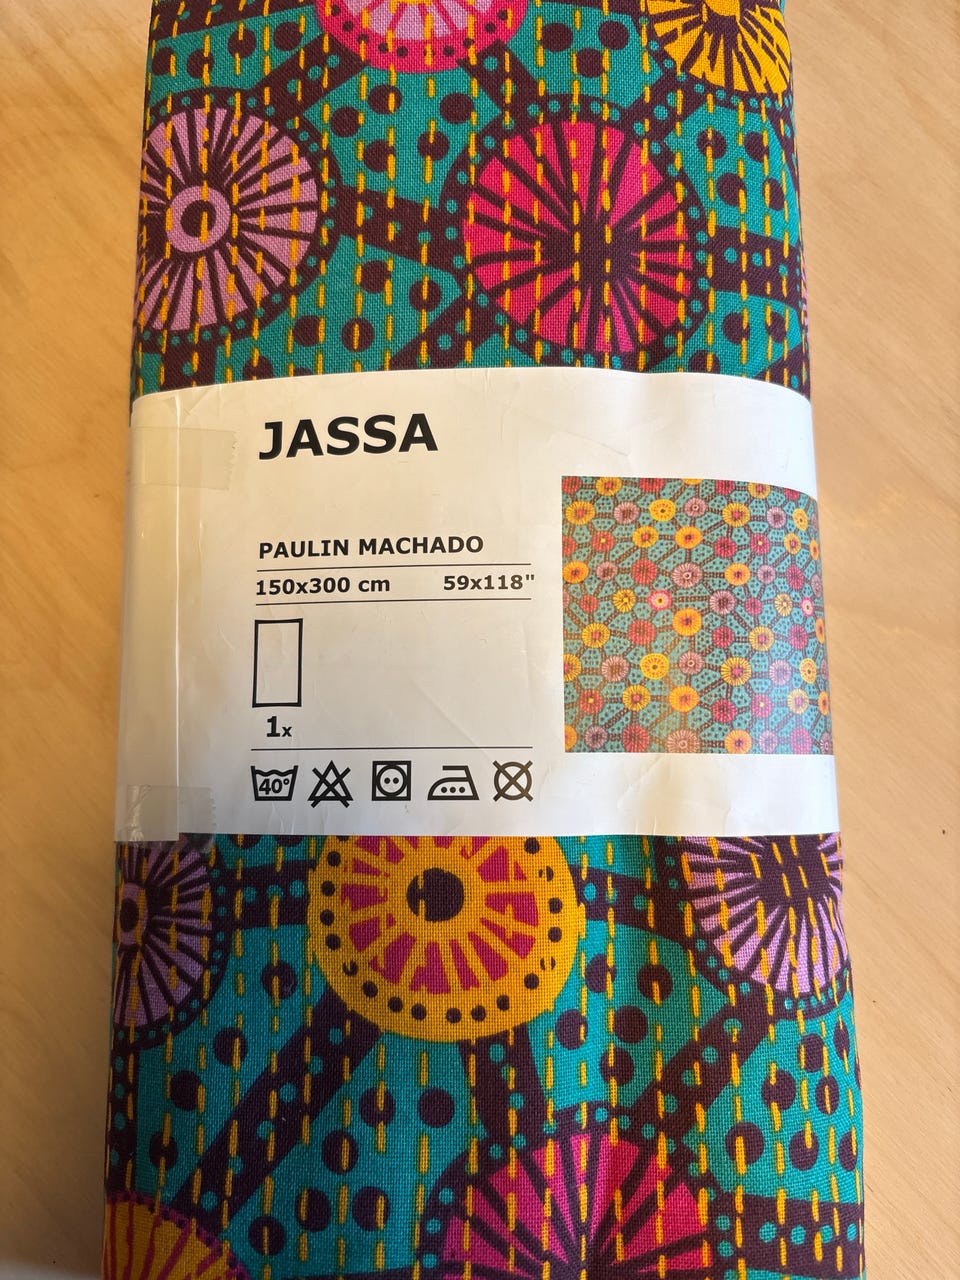 JASSA
PAULIN MACHADO
150x300 cm 59x118"
1x
40°